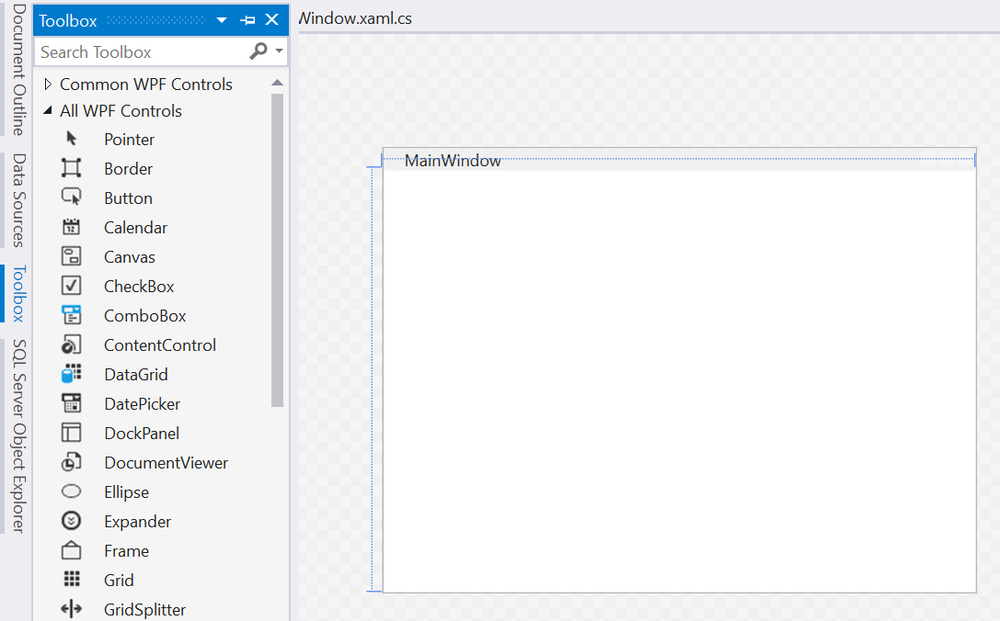 Document Outline
Data Sources
Toolbox
SQL Server Object Explorer
Toolbox
Search Toolbox
Common WPF Controls
All WPF Controls
Pointer
Border
Button
Calendar
12
Canvas
CheckBox
ComboBox
ContentControl
DataGrid
DatePicker
DockPanel
DocumentViewer
Ellipse
Expander
Frame
Grid
GridSplitter
Window.xaml.cs
MainWindow